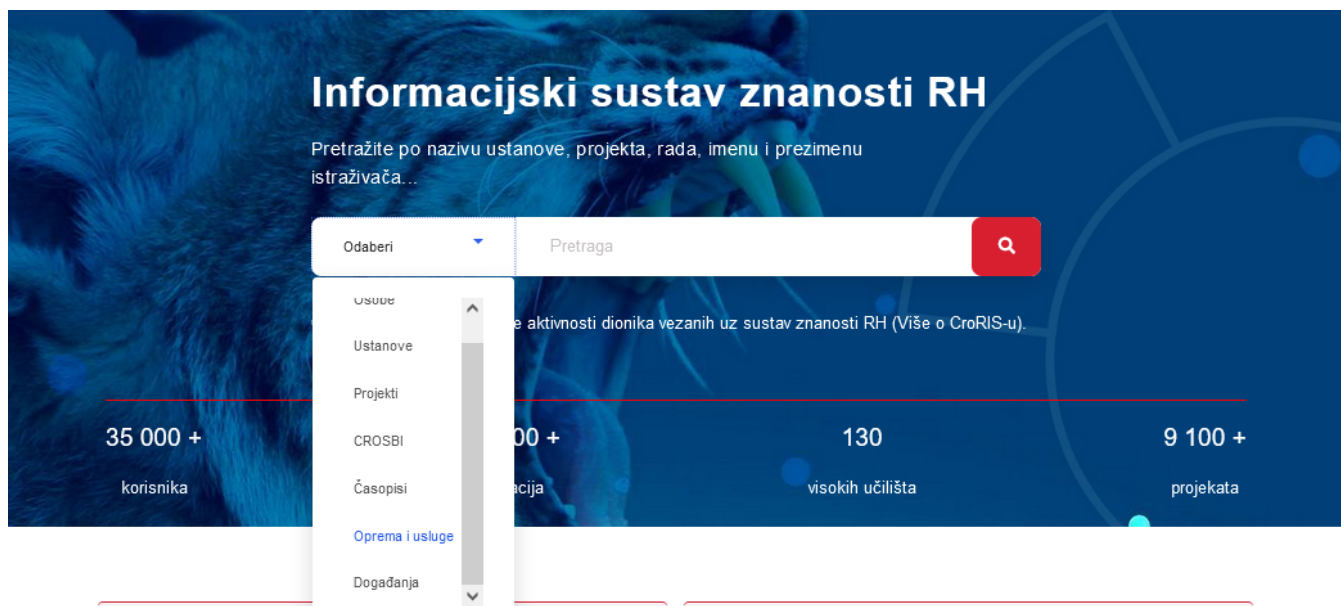 Informacijski sustav znanosti RH
Pretražite po nazivu ustanove, projekta, rada, imenu i prezimenu
istraživača...
Odaberi
Pretraga
Osobe
aktivnosti dionika vezanih uz sustav znanosti RH (Više o CroRIS-u).
Ustanove
Projekti
CROSBI
Časopisi
Oprema i usluge
Događanja
35 000 +
korisnika
00 +
130
visokih učilišta
9 100 +
projekata